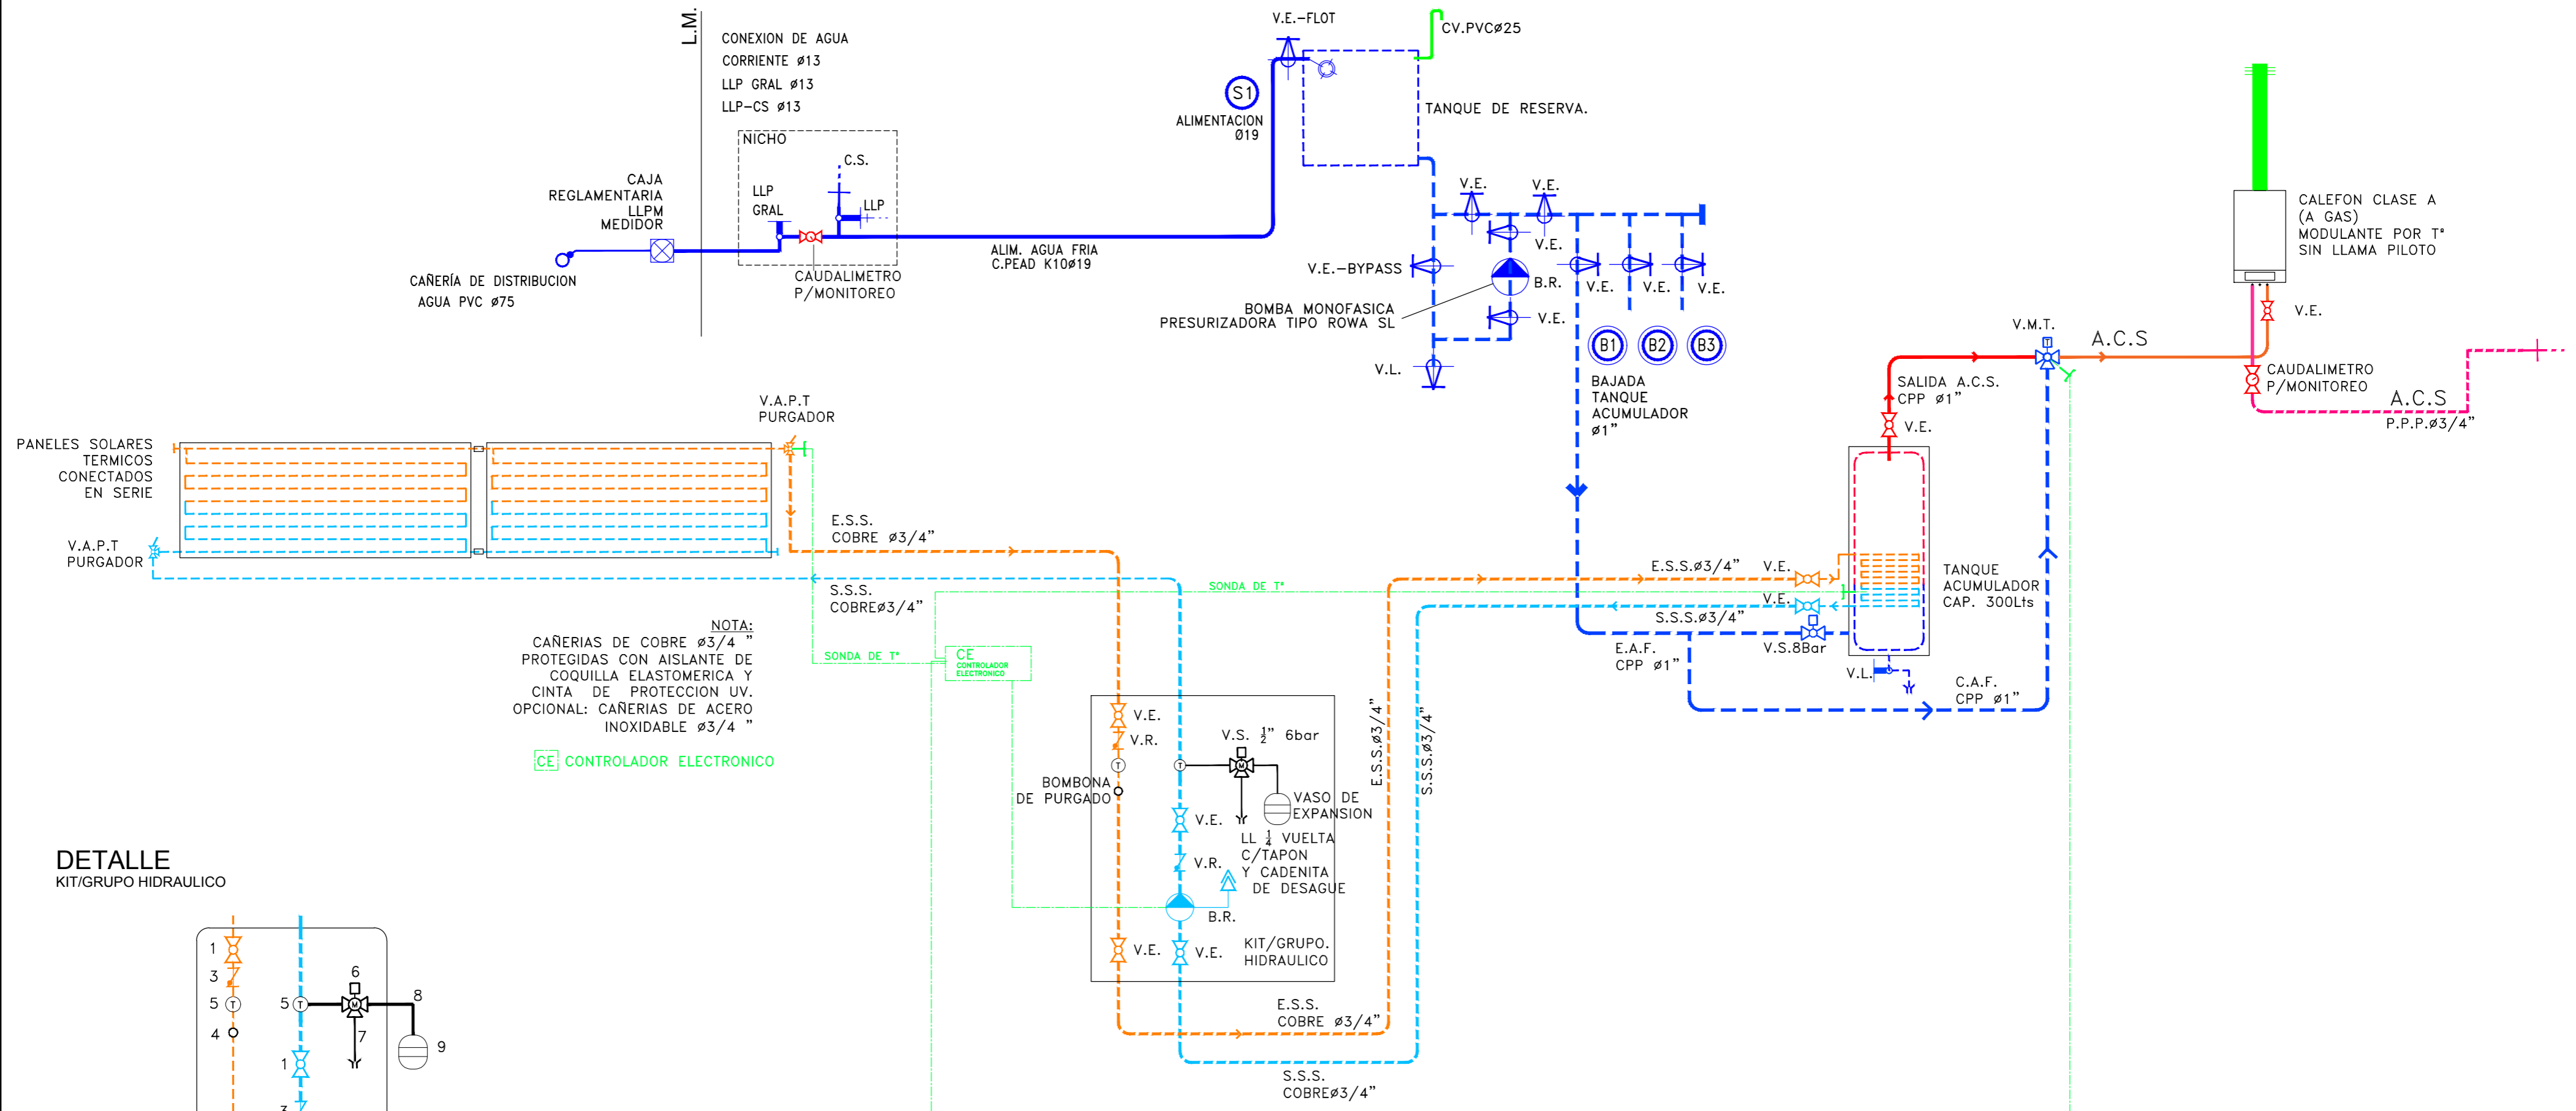 L.M.
CONEXION DE AGUA
CORRIENTE ø13
LLP GRAL ø13
LLP-CS ø13
NICHO
C.S.
LLP
GRAL
LLP
CAJA
REGLAMENTARIA
LLPM
MEDIDOR
CAÑERÍA DE DISTRIBUCION
AGUA PVC ø75
CAUDALIMETRO
P/MONITOREO
ALIM. AGUA FRIA
C.PEAD K10ø19
S1
ALIMENTACION
Ø19
V.E.-FLOT
CV.PVCø25
TANQUE DE RESERVA.
V.E.
V.E.
V.E.
V.E.-BYPASS
B.R.
V.E.
V.E.
V.E.
BOMBA MONOFASICA
PRESURIZADORA TIPO ROWA SL
V.E.
V.L.
B1
B2
B3
BAJADA
TANQUE
ACUMULADOR
ø1"
CALEFON CLASE A
(A GAS)
MODULANTE POR Tª
SIN LLAMA PILOTO
V.E.
V.M.T.
T
A.C.S
CAUDALIMETRO
P/MONITOREO
A.C.S
P.P.P.ø3/4"
SALIDA A.C.S.
CPP ø1"
V.E.
PANELES SOLARES
TERMICOS
CONECTADOS
EN SERIE
V.A.P.T
PURGADOR
V.A.P.T
PURGADOR
E.S.S.
COBRE ø3/4"
S.S.S.
COBREø3/4"
SONDA DE Tª
E.S.S.ø3/4"
V.E.
V.E.
S.S.S.ø3/4"
TANQUE
ACUMULADOR
CAP. 300Lts
E.A.F.
CPP ø1"
V.S.8Bar
V.L.
C.A.F.
CPP ø1"
NOTA:
CAÑERIAS DE COBRE ø3/4 "
PROTEGIDAS CON AISLANTE DE
COQUILLA ELASTOMERICA Y
CINTA DE PROTECCION UV.
OPCIONAL: CAÑERIAS DE ACERO
INOXIDABLE ø3/4 "
SONDA DE Tª
CE
CONTROLADOR
ELECTRONICO
CE CONTROLADOR ELECTRONICO
V.E.
V.R.
T
BOMBONA
DE PURGADO
T
V.S. ½" 6bar
M
VASO DE
EXPANSION
V.E.
LL ¼ VUELTA
C/TAPON
Y CADENITA
DE DESAGUE
V.R.
B.R.
V.E.
V.E.
KIT/GRUPO.
HIDRAULICO
E.S.S.ø3/4"
S.S.S.ø3/4"
E.S.S.
COBRE ø3/4"
S.S.S.
COBREø3/4"
DETALLE
KIT/GRUPO HIDRAULICO
1
3
5
T
4
5
T
6
M
7
8
9
1
3